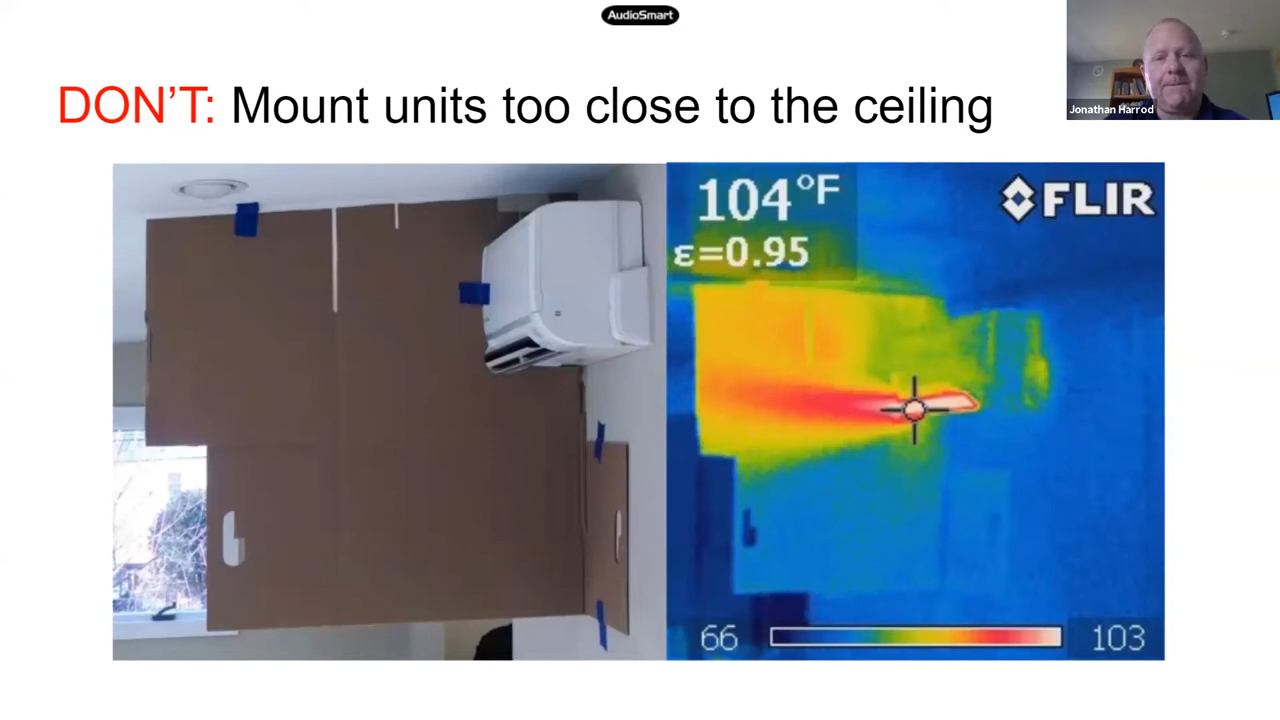 AudioSmart
DON'T: Mount units too close to the ceiling
Jonathan Harrod
104°F
ε=0.95
FLIR
66
103